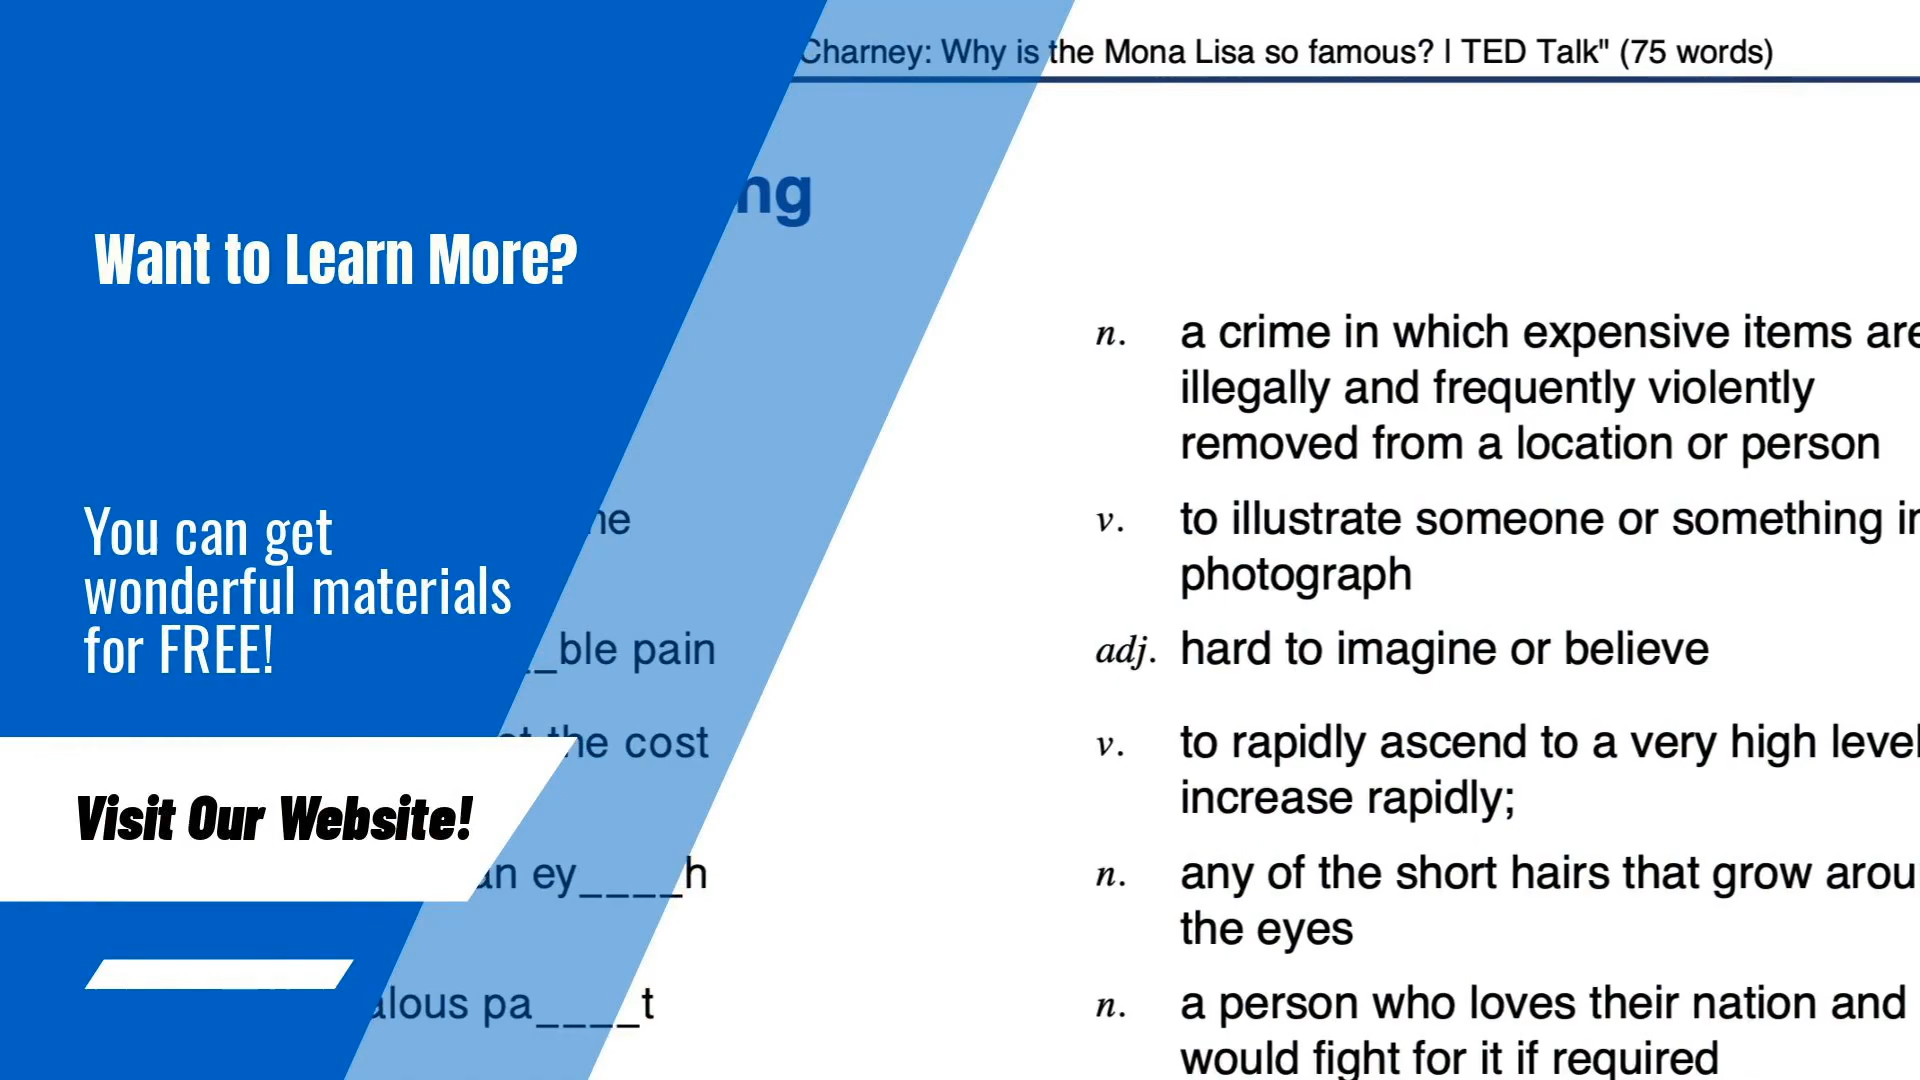 Charney: Why is the Mona Lisa so famous? | TED Talk" (75 words)
ng
Want to Learn More?
You can get
wonderful materials
for FREE!
Visit Our Website!
n. a crime in which expensive items are
illegally and frequently violently
removed from a location or person
v. to illustrate someone or something in
photograph
_ble pain adj. hard to imagine or believe
the cost v. to rapidly ascend to a very high level
increase rapidly;
an ey____h n. any of the short hairs that grow arou
the eyes
alous pa____t n. a person who loves their nation and
would fight for it if required